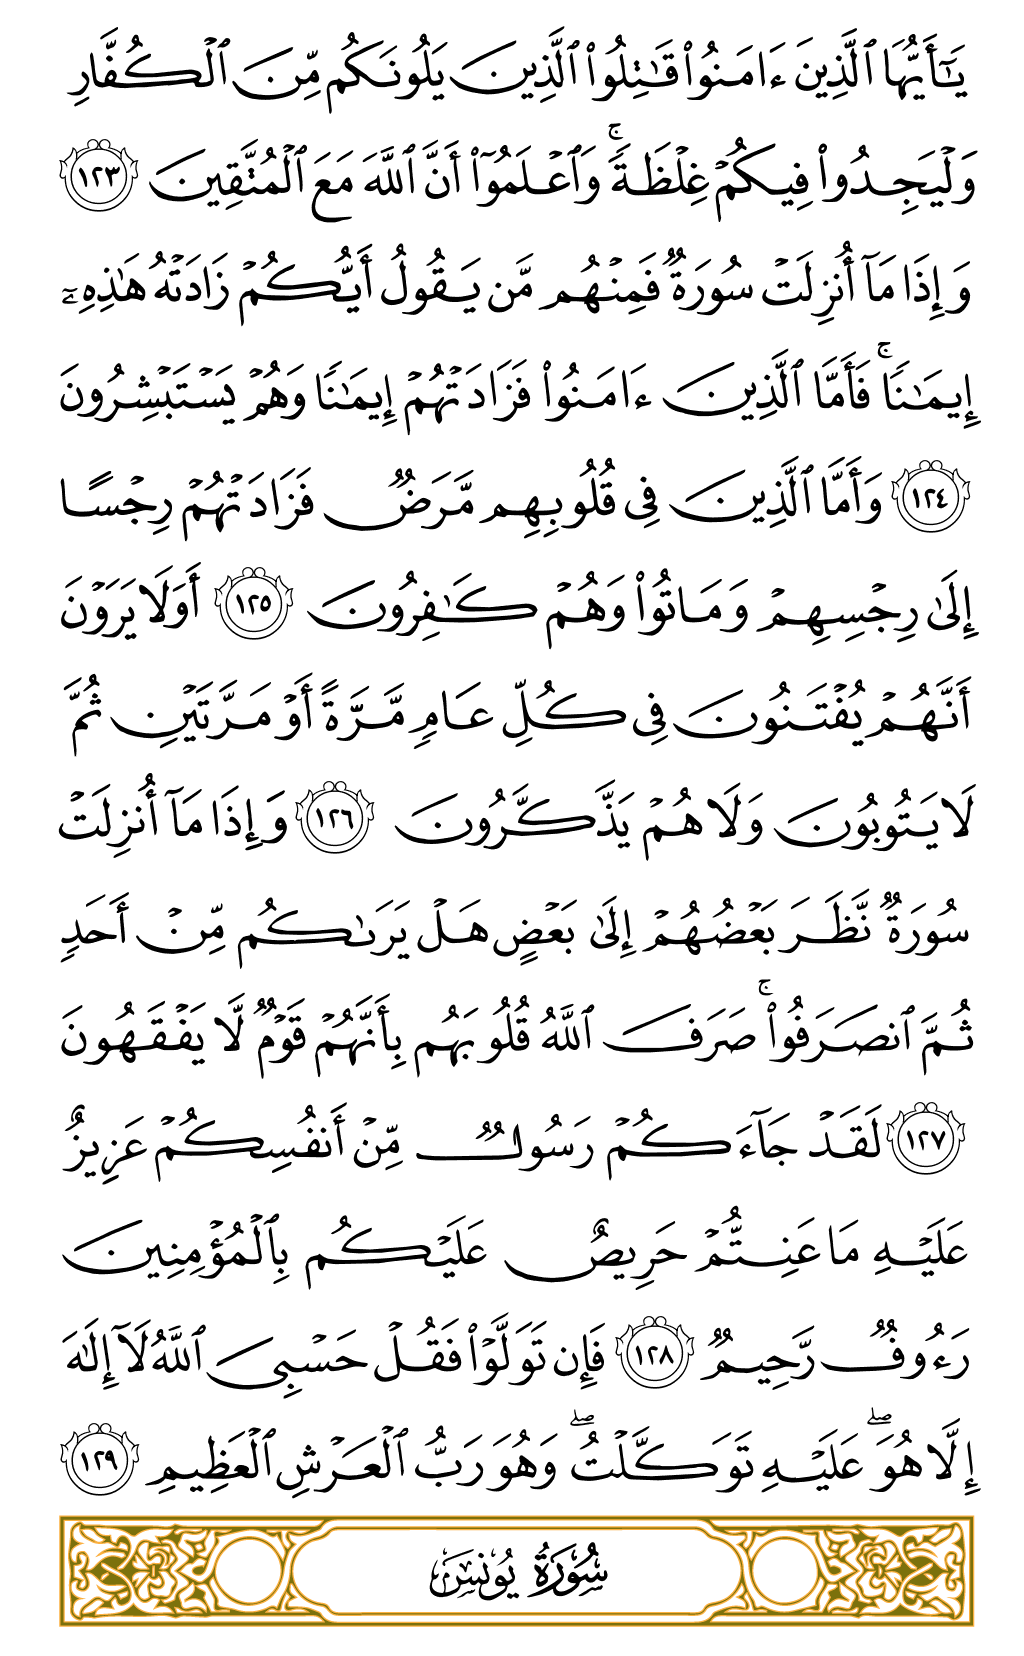 يَٰٓأَيُّهَا ٱلَّذِينَ ءَامَنُوا۟ قَٰتِلُوا۟ ٱلَّذِينَ يَلُونَكُم مِّنَ ٱلْكُفَّارِ
وَلْيَجِدُوا۟ فِيكُمْ غِلْظَةً ۚ وَٱعْلَمُوٓا۟ أَنَّ ٱللَّهَ مَعَ ٱلْمُتَّقِينَ ١٢٣
وَإِذَا مَآ أُنزِلَتْ سُورَةٌ فَمِنْهُم مَّن يَقُولُ أَيُّكُمْ زَادَتْهُ هَٰذِهِۦٓ
إِيمَٰنًا ۚ فَأَمَّا ٱلَّذِينَ ءَامَنُوا۟ فَزَادَتْهُمْ إِيمَٰنًا وَهُمْ يَسْتَبْشِرُونَ
١٢٤ وَأَمَّا ٱلَّذِينَ فِى قُلُوبِهِم مَّرَضٌ فَزَادَتْهُمْ رِجْسًا
إِلَىٰ رِجْسِهِمْ وَمَاتُوا۟ وَهُمْ كَٰفِرُونَ ١٢٥ أَوَلَا يَرَوْنَ
أَنَّهُمْ يُفْتَنُونَ فِى كُلِّ عَامٍ مَّرَّةً أَوْ مَرَّتَيْنِ ثُمَّ
لَا يَتُوبُونَ وَلَا هُمْ يَذَّكَّرُونَ ١٢٦ وَإِذَا مَآ أُنزِلَتْ
سُورَةٌ نَّظَرَ بَعْضُهُمْ إِلَىٰ بَعْضٍ هَلْ يَرَىٰكُم مِّنْ أَحَدٍ
ثُمَّ ٱنصَرَفُوا۟ ۚ صَرَفَ ٱللَّهُ قُلُوبَهُم بِأَنَّهُمْ قَوْمٌ لَّا يَفْقَهُونَ
١٢٧ لَقَدْ جَآءَكُمْ رَسُولٌ مِّنْ أَنفُسِكُمْ عَزِيزٌ
عَلَيْهِ مَا عَنِتُّمْ حَرِيصٌ عَلَيْكُم بِٱلْمُؤْمِنِينَ
رَءُوفٌ رَّحِيمٌ ١٢٨ فَإِن تَوَلَّوْا۟ فَقُلْ حَسْبِىَ ٱللَّهُ لَآ إِلَٰهَ
إِلَّا هُوَ ۖ عَلَيْهِ تَوَكَّلْتُ ۖ وَهُوَ رَبُّ ٱلْعَرْشِ ٱلْعَظِيمِ ١٢٩
سُورَةُ يُونُسَ